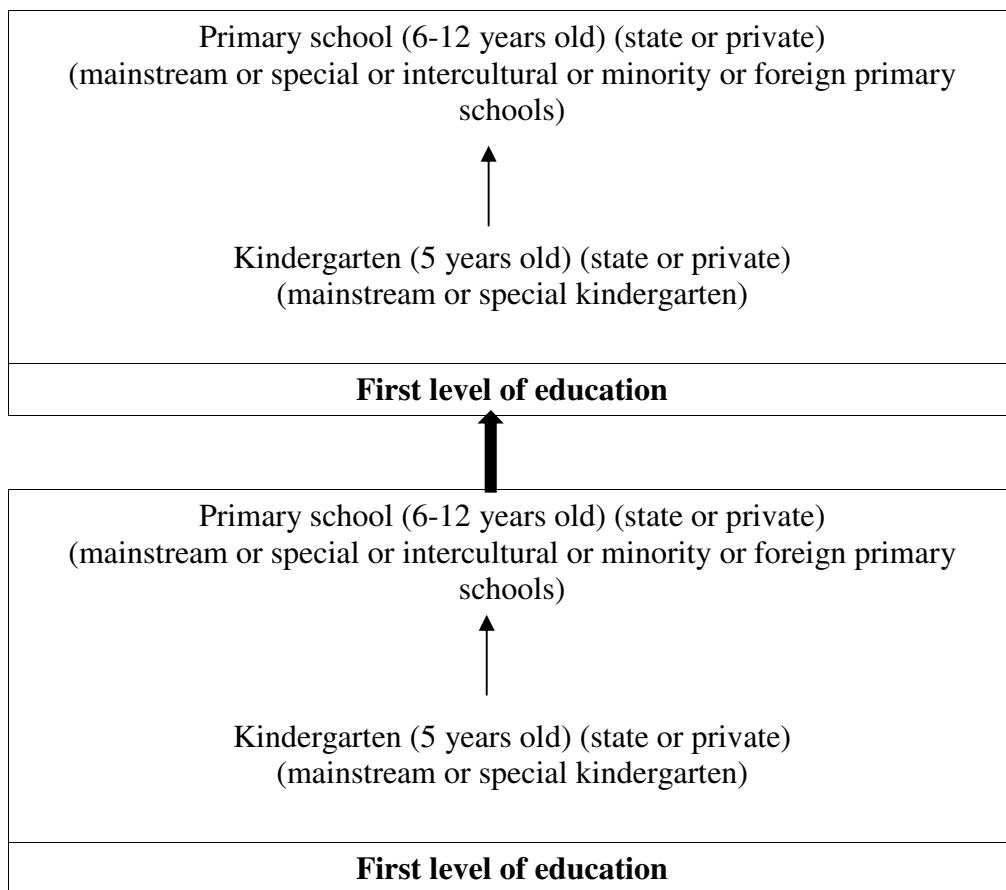 Primary school (6-12 years old) (state or private)
(mainstream or special or intercultural or minority or foreign primary
schools)
Kindergarten (5 years old) (state or private)
(mainstream or special kindergarten)
First level of education
Primary school (6-12 years old) (state or private)
(mainstream or special or intercultural or minority or foreign primary
schools)
Kindergarten (5 years old) (state or private)
(mainstream or special kindergarten)
First level of education